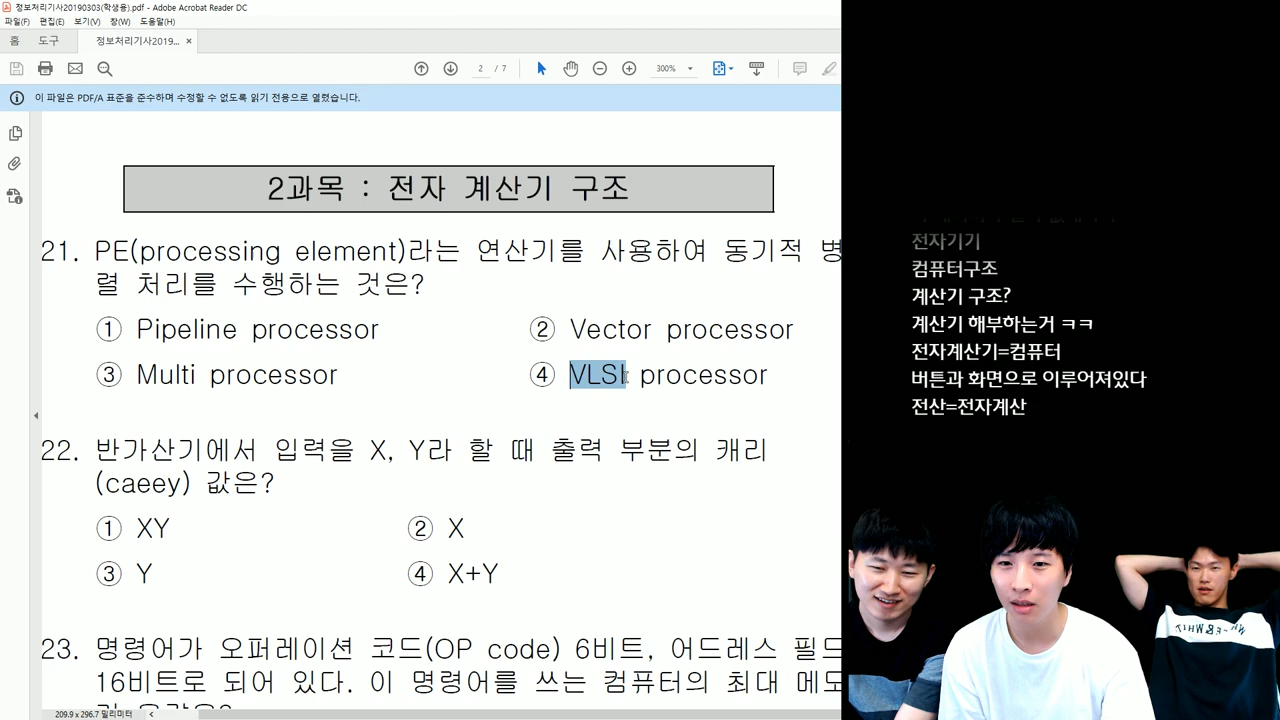 정보처리기사20190303(학생용).pdf - Adobe Acrobat Reader DC
파일(F) 편집(E) 보기(V) 창(W) 도움말(H)
홈 도구 정보처리기사2019... ×
2 / 7 300%
이 파일은 PDF/A 표준을 준수하며 수정할 수 없도록 읽기 전용으로 열렸습니다.
2과목 : 전자 계산기 구조
21. PE(processing element)라는 연산기를 사용하여 동기적 병
렬 처리를 수행하는 것은?
① Pipeline processor ② Vector processor
③ Multi processor ④ VLSI processor
22. 반가산기에서 입력을 X, Y라 할 때 출력 부분의 캐리
(caeey) 값은?
① XY ② X
③ Y ④ X+Y
23. 명령어가 오퍼레이션 코드(OP code) 6비트, 어드레스 필드
16비트로 되어 있다. 이 명령어를 쓰는 컴퓨터의 최대 메모
209.9 x 296.7 밀리미터
전자기기
컴퓨터구조
계산기 구조?
계산기 해부하는거 ㅋㅋ
전자계산기=컴퓨터
버튼과 화면으로 이루어져있다
전산=전자계산